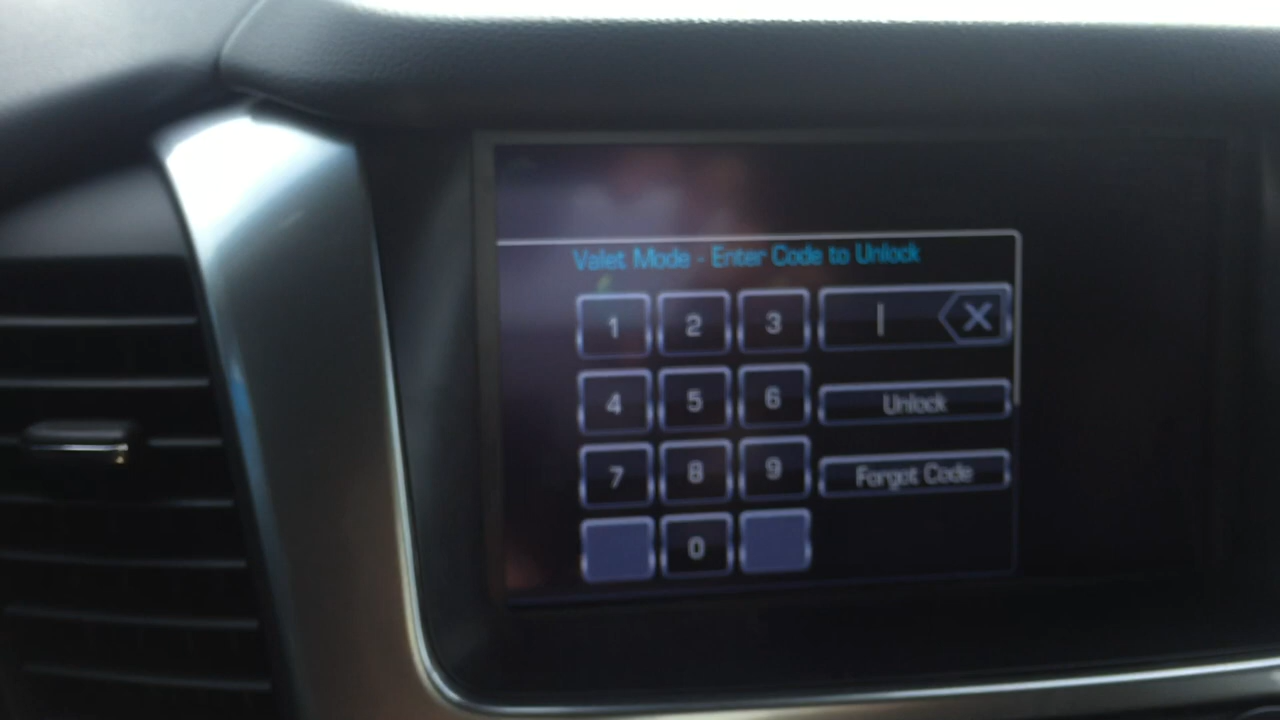 Valet Mode - Enter Code to Unlock
1 2 3
4 5 6 Unlock
7 8 9 Forgot Code
0